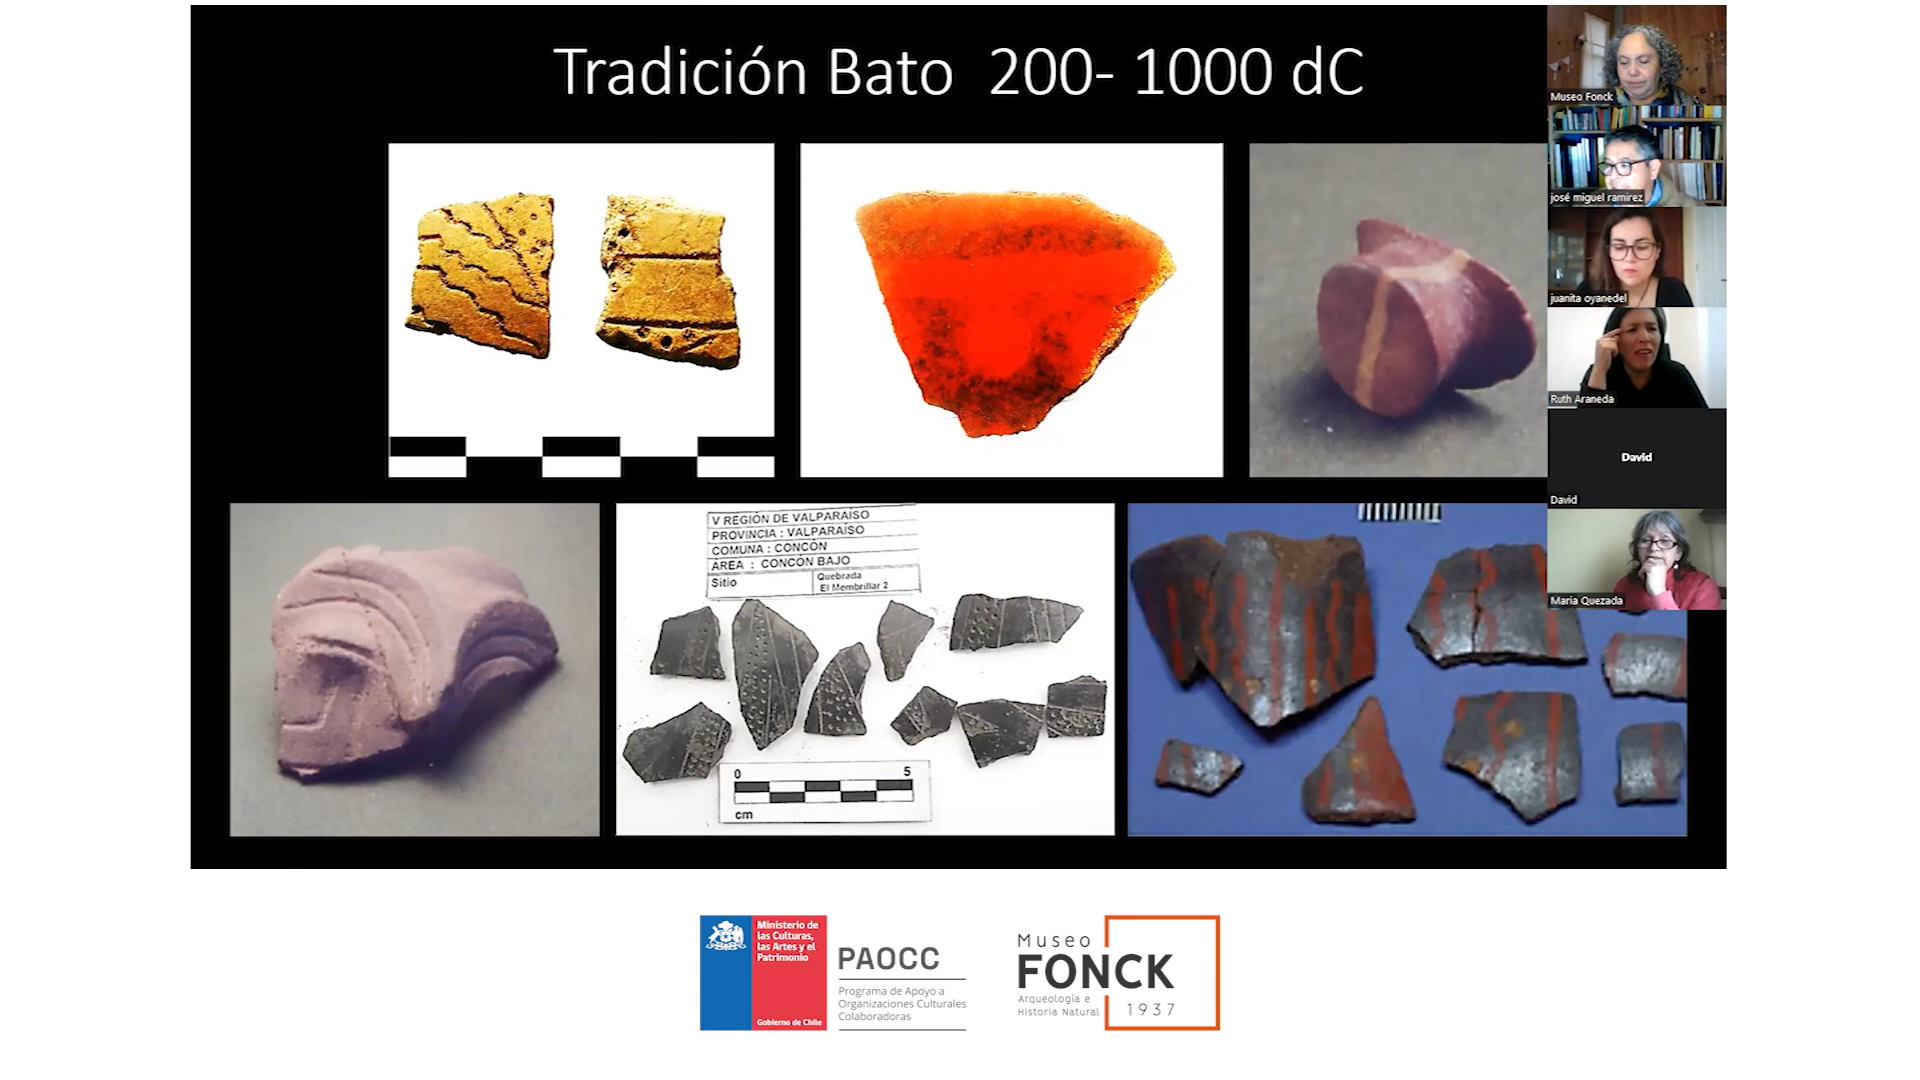 Tradición Bato 200- 1000 dC
Museo Fonck
josé miguel ramirez
juanita oyanedel
Ruth Araneda
David
David
Maria Quezada
V REGIÓN DE VALPARAÍSO
PROVINCIA : VALPARAÍSO
COMUNA : CONCÓN
AREA : CONCÓN BAJO
Sitio
Quebrada
El Membrillar 2
0 5
cm
Ministerio de
las Culturas,
las Artes y el
Patrimonio
Gobierno de Chile
PAOCC
Programa de Apoyo a
Organizaciones Culturales
Colaboradoras
Museo
FONCK
Arqueología e
Historia Natural
1937